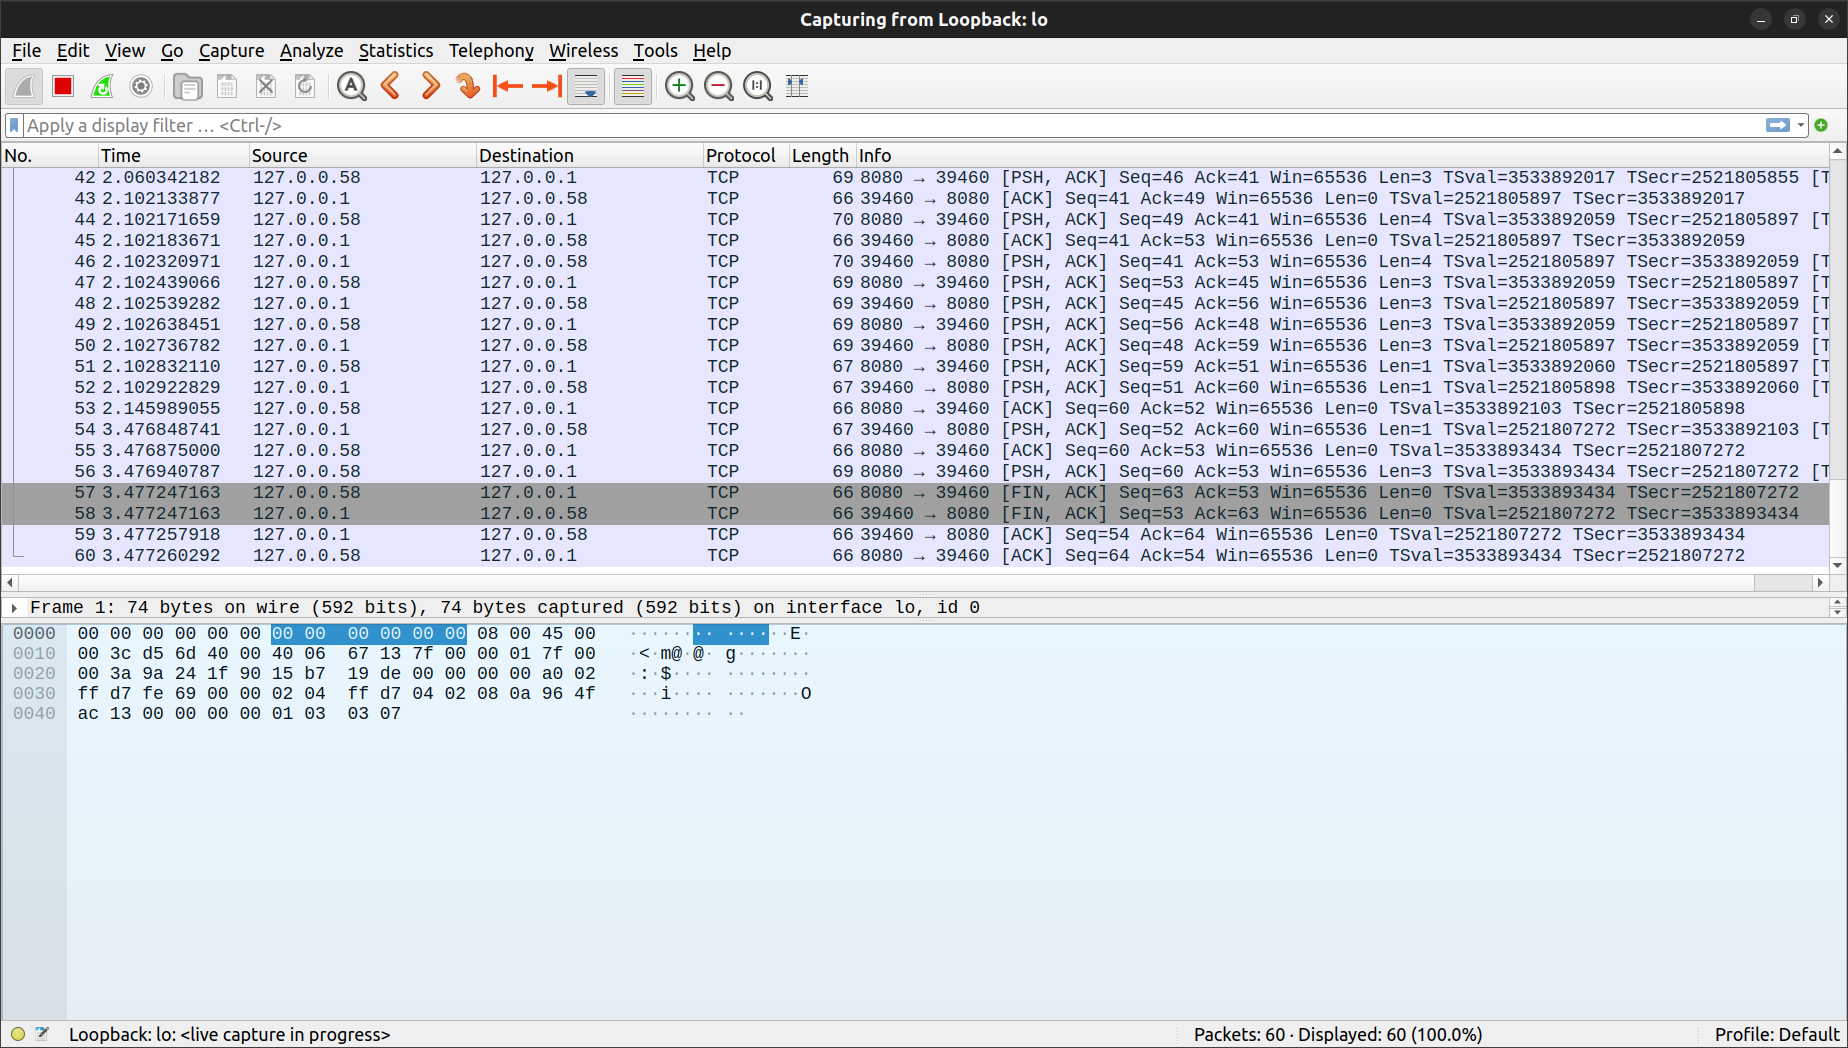 Capturing from Loopback: lo
File Edit View Go Capture Analyze Statistics Telephony Wireless Tools Help
Apply a display filter … <Ctrl-/>
No. Time Source Destination Protocol Length Info
42 2.060342182 127.0.0.58 127.0.0.1 TCP 69 8080 → 39460 [PSH, ACK] Seq=46 Ack=41 Win=65536 Len=3 TSval=3533892017 TSecr=2521805855 [T
43 2.102133877 127.0.0.1 127.0.0.58 TCP 66 39460 → 8080 [ACK] Seq=41 Ack=49 Win=65536 Len=0 TSval=2521805897 TSecr=3533892017
44 2.102171659 127.0.0.58 127.0.0.1 TCP 70 8080 → 39460 [PSH, ACK] Seq=49 Ack=41 Win=65536 Len=4 TSval=3533892059 TSecr=2521805897 [T
45 2.102183671 127.0.0.1 127.0.0.58 TCP 66 39460 → 8080 [ACK] Seq=41 Ack=53 Win=65536 Len=0 TSval=2521805897 TSecr=3533892059
46 2.102320971 127.0.0.1 127.0.0.58 TCP 70 39460 → 8080 [PSH, ACK] Seq=41 Ack=53 Win=65536 Len=4 TSval=2521805897 TSecr=3533892059 [T
47 2.102439066 127.0.0.58 127.0.0.1 TCP 69 8080 → 39460 [PSH, ACK] Seq=53 Ack=45 Win=65536 Len=3 TSval=3533892059 TSecr=2521805897 [T
48 2.102539282 127.0.0.1 127.0.0.58 TCP 69 39460 → 8080 [PSH, ACK] Seq=45 Ack=56 Win=65536 Len=3 TSval=2521805897 TSecr=3533892059 [T
49 2.102638451 127.0.0.58 127.0.0.1 TCP 69 8080 → 39460 [PSH, ACK] Seq=56 Ack=48 Win=65536 Len=3 TSval=3533892059 TSecr=2521805897 [T
50 2.102736782 127.0.0.1 127.0.0.58 TCP 69 39460 → 8080 [PSH, ACK] Seq=48 Ack=59 Win=65536 Len=3 TSval=2521805897 TSecr=3533892059 [T
51 2.102832110 127.0.0.58 127.0.0.1 TCP 67 8080 → 39460 [PSH, ACK] Seq=59 Ack=51 Win=65536 Len=1 TSval=3533892060 TSecr=2521805897 [T
52 2.102922829 127.0.0.1 127.0.0.58 TCP 67 39460 → 8080 [PSH, ACK] Seq=51 Ack=60 Win=65536 Len=1 TSval=2521805898 TSecr=3533892060 [T
53 2.145989055 127.0.0.58 127.0.0.1 TCP 66 8080 → 39460 [ACK] Seq=60 Ack=52 Win=65536 Len=0 TSval=3533892103 TSecr=2521805898
54 3.476848741 127.0.0.1 127.0.0.58 TCP 67 39460 → 8080 [PSH, ACK] Seq=52 Ack=60 Win=65536 Len=1 TSval=2521807272 TSecr=3533892103 [T
55 3.476875000 127.0.0.58 127.0.0.1 TCP 66 8080 → 39460 [ACK] Seq=60 Ack=53 Win=65536 Len=0 TSval=3533893434 TSecr=2521807272
56 3.476940787 127.0.0.58 127.0.0.1 TCP 69 8080 → 39460 [PSH, ACK] Seq=60 Ack=53 Win=65536 Len=3 TSval=3533893434 TSecr=2521807272 [T
57 3.477247163 127.0.0.58 127.0.0.1 TCP 66 8080 → 39460 [FIN, ACK] Seq=63 Ack=53 Win=65536 Len=0 TSval=3533893434 TSecr=2521807272
58 3.477247163 127.0.0.1 127.0.0.58 TCP 66 39460 → 8080 [FIN, ACK] Seq=53 Ack=63 Win=65536 Len=0 TSval=2521807272 TSecr=3533893434
59 3.477257918 127.0.0.1 127.0.0.58 TCP 66 39460 → 8080 [ACK] Seq=54 Ack=64 Win=65536 Len=0 TSval=2521807272 TSecr=3533893434
60 3.477260292 127.0.0.58 127.0.0.1 TCP 66 8080 → 39460 [ACK] Seq=64 Ack=54 Win=65536 Len=0 TSval=3533893434 TSecr=2521807272
Frame 1: 74 bytes on wire (592 bits), 74 bytes captured (592 bits) on interface lo, id 0
0000 00 00 00 00 00 00 00 00 00 00 00 00 08 00 45 00 ········ ······E·
0010 00 3c d5 6d 40 00 40 06 67 13 7f 00 00 01 7f 00 ·<·m@·@· g·······
0020 00 3a 9a 24 1f 90 15 b7 19 de 00 00 00 00 a0 02 ·:·$···· ········
0030 ff d7 fe 69 00 00 02 04 ff d7 04 02 08 0a 96 4f ···i···· ·······O
0040 ac 13 00 00 00 00 01 03 03 07 ········ ··
Loopback: lo: <live capture in progress> Packets: 60 · Displayed: 60 (100.0%) Profile: Default